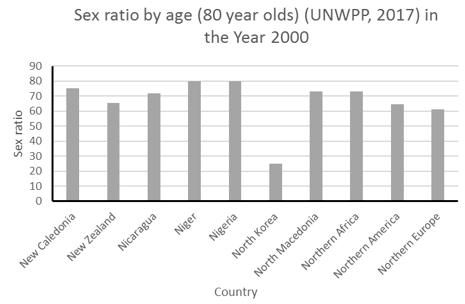 Sex ratio by age (80 year olds) (UNWPP, 2017) in
the Year 2000
90
80
70
60
50
40
30
20
10
0
Sex ratio
New Caledonia
New Zealand
Nicaragua
Niger
Nigeria
North Korea
North Macedonia
Northern Africa
Northern America
Northern Europe
Country